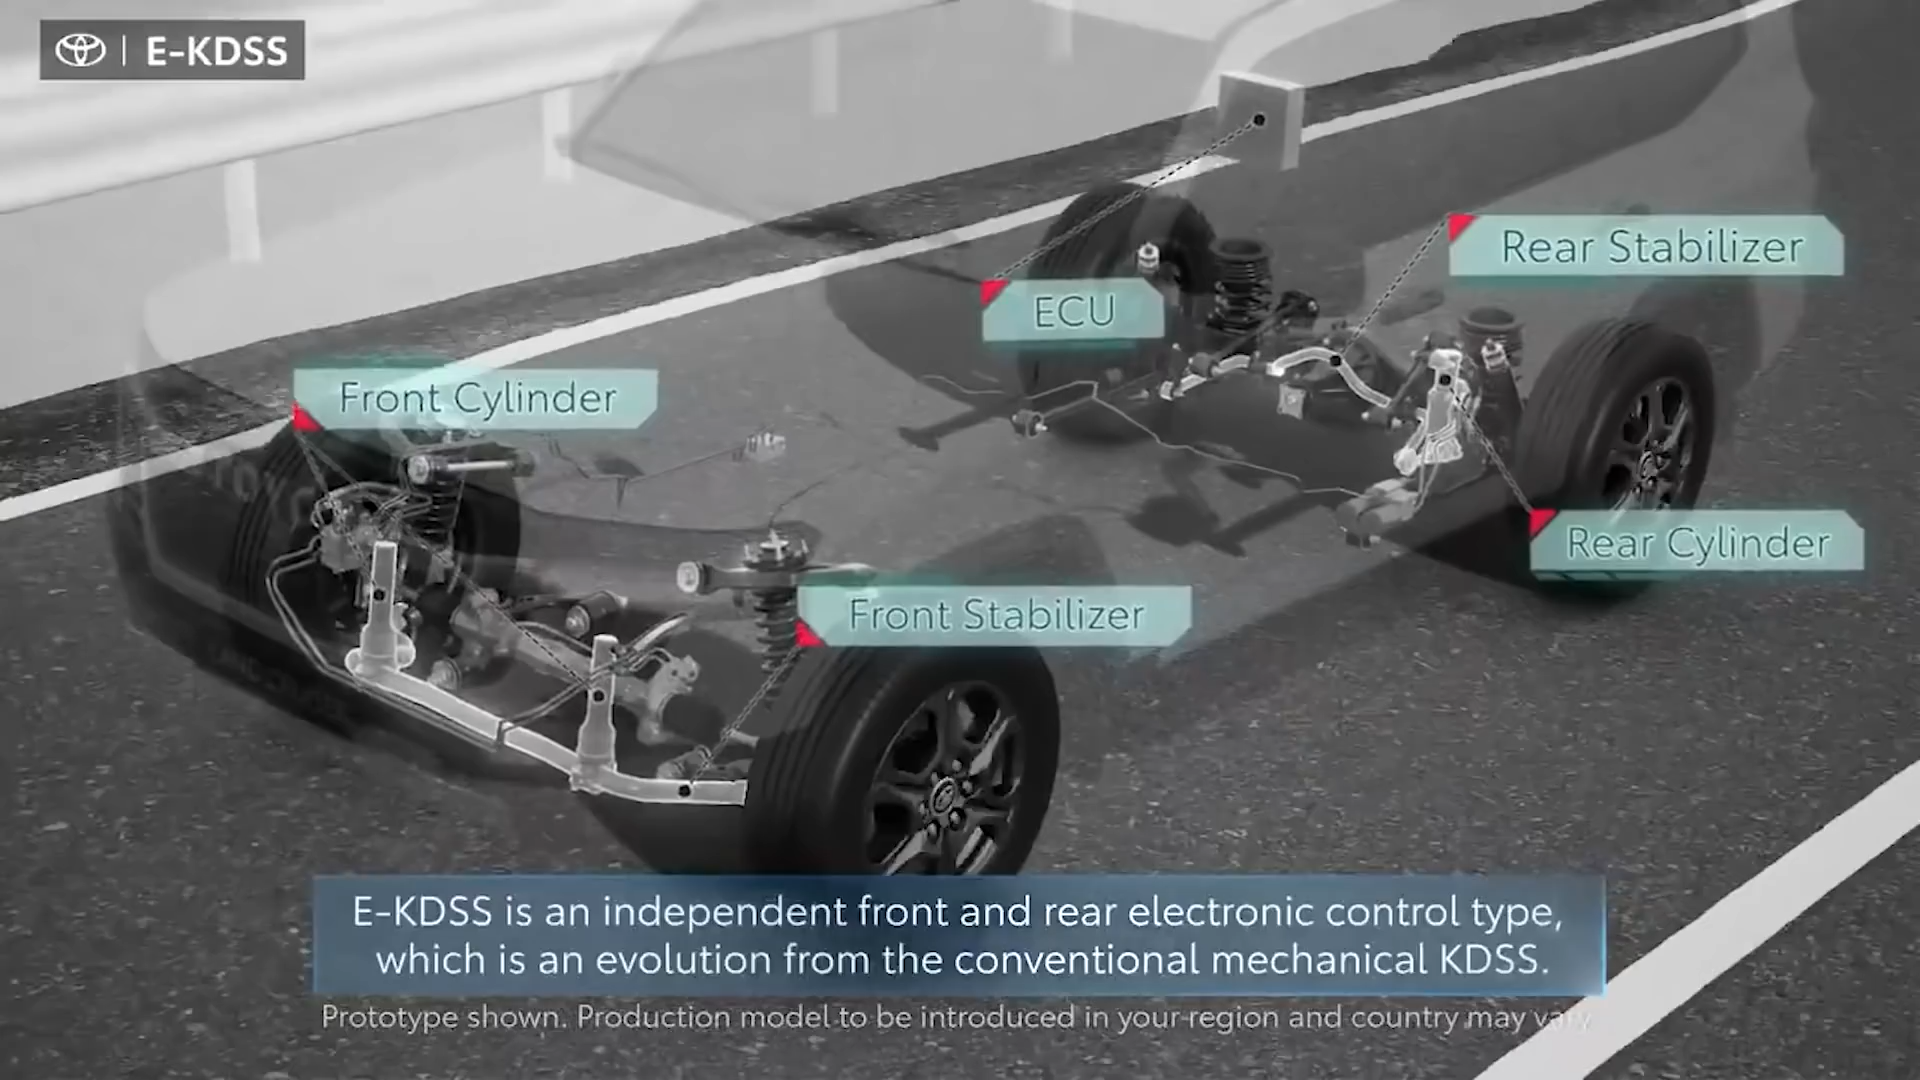 E-KDSS
Rear Stabilizer
ECU
Front Cylinder
Rear Cylinder
Front Stabilizer
E-KDSS is an independent front and rear electronic control type,
which is an evolution from the conventional mechanical KDSS.
Prototype shown. Production model to be introduced in your region and country may vary